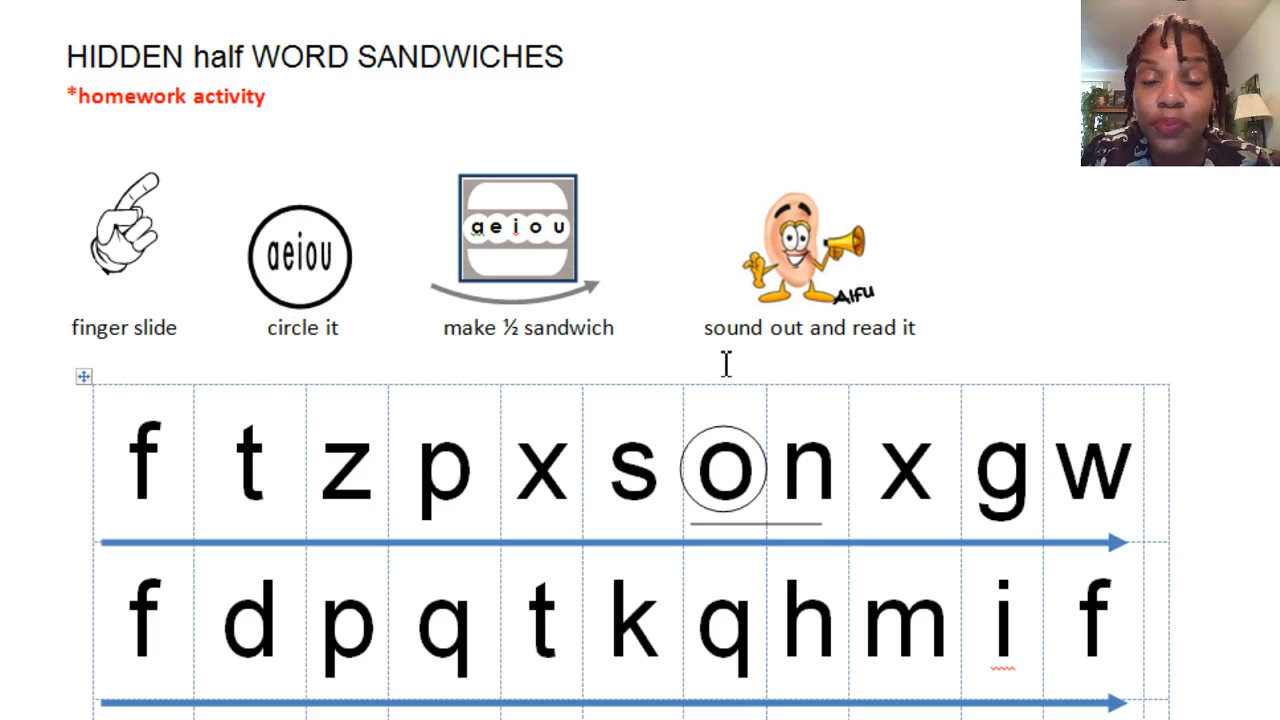 HIDDEN half WORD SANDWICHES
*homework activity
aeiou
a e i o u
Alfu
finger slide circle it make ½ sandwich sound out and read it
f t z p x s o n x g w
f d p q t k q h m i f